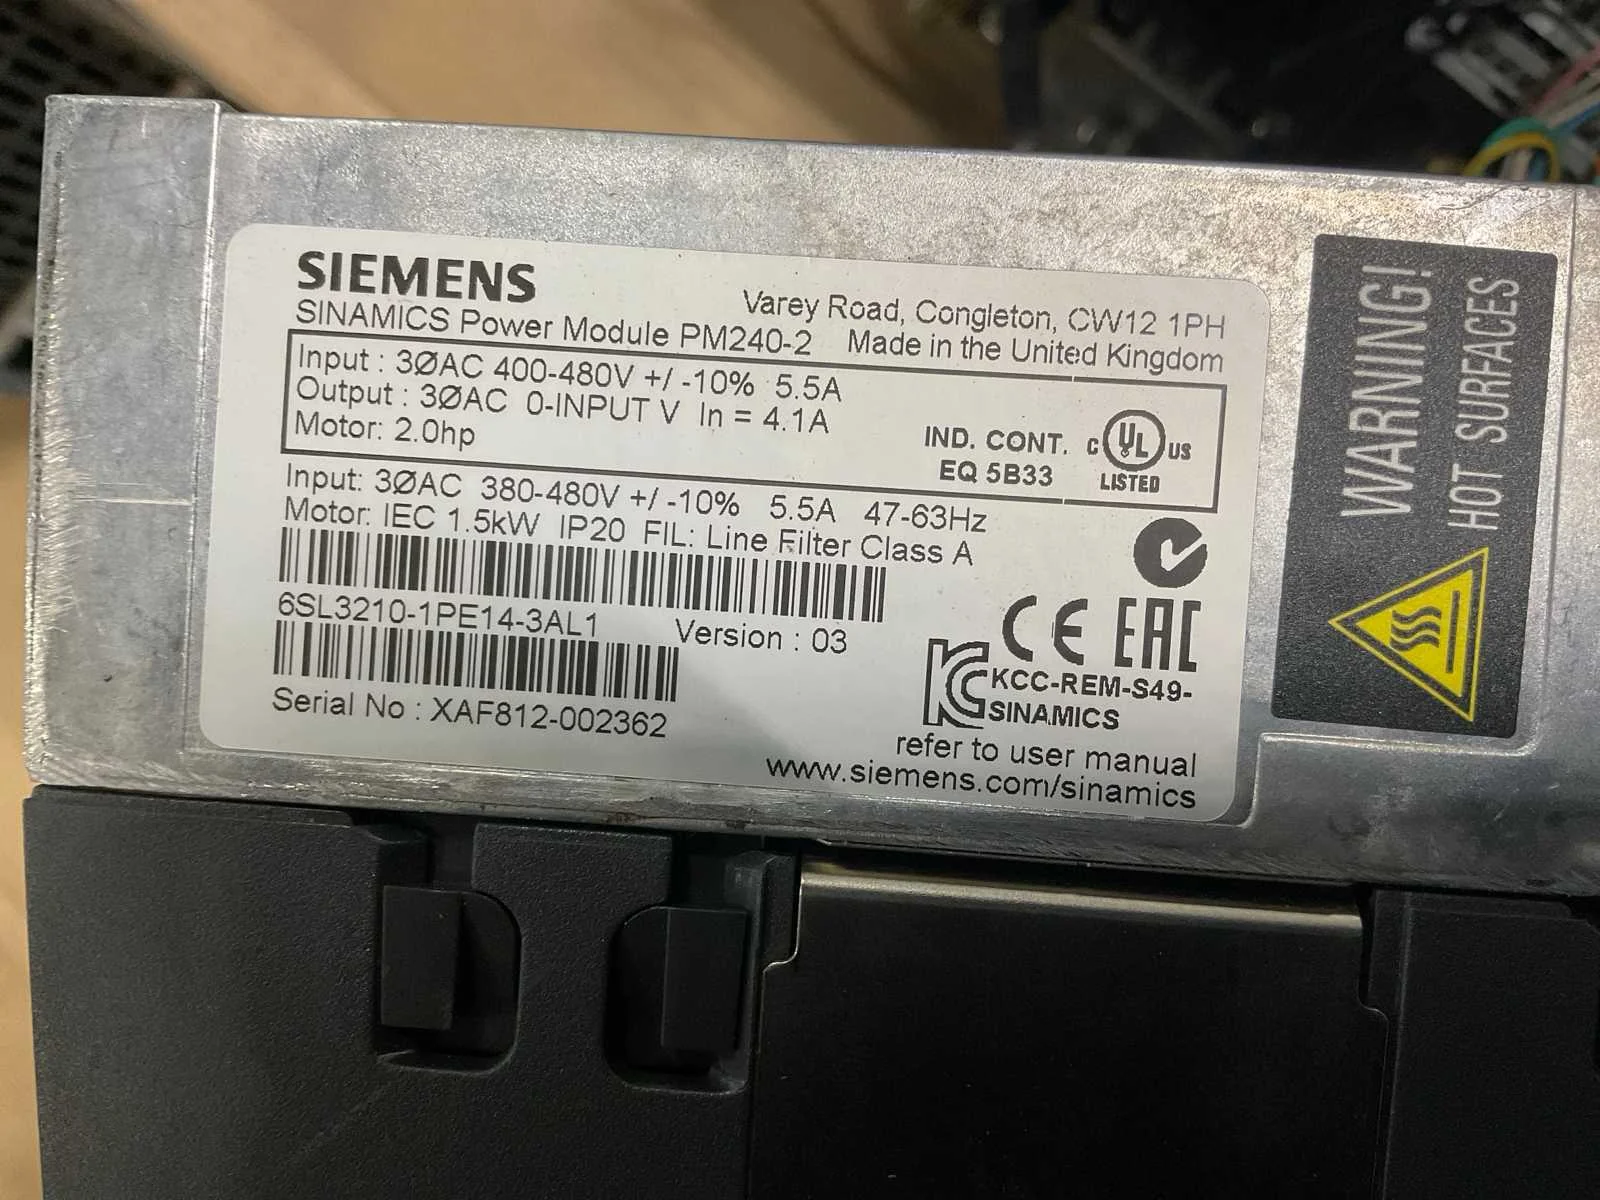 SIEMENS
SINAMICS Power Module PM240-2
Varey Road, Congleton, CW12 1PH
Made in the United Kingdom
Input : 3ØAC 400-480V +/ -10% 5.5A
Output : 3ØAC 0-INPUT V In = 4.1A
Motor: 2.0hp
IND. CONT.
EQ 5B33
C UL US
LISTED
Input: 3ØAC 380-480V +/ -10% 5.5A 47-63Hz
Motor: IEC 1.5kW IP20 FIL: Line Filter Class A
6SL3210-1PE14-3AL1
Version : 03
Serial No : XAF812-002362
CE EAC
KCC-REM-S49-
SINAMICS
refer to user manual
www.siemens.com/sinamics
WARNING!
HOT SURFACES